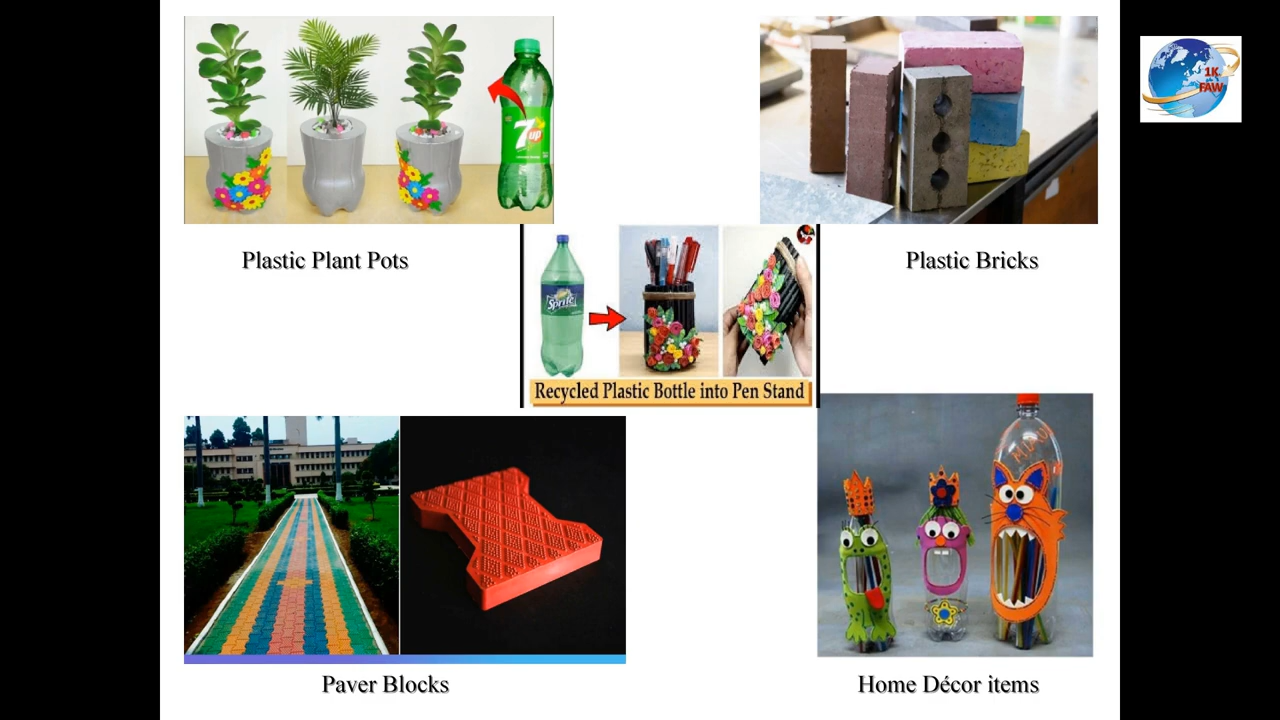 7up
1K
FAW
Plastic Plant Pots
Plastic Bricks
Sprite
Recycled Plastic Bottle into Pen Stand
Paver Blocks
Home Décor items